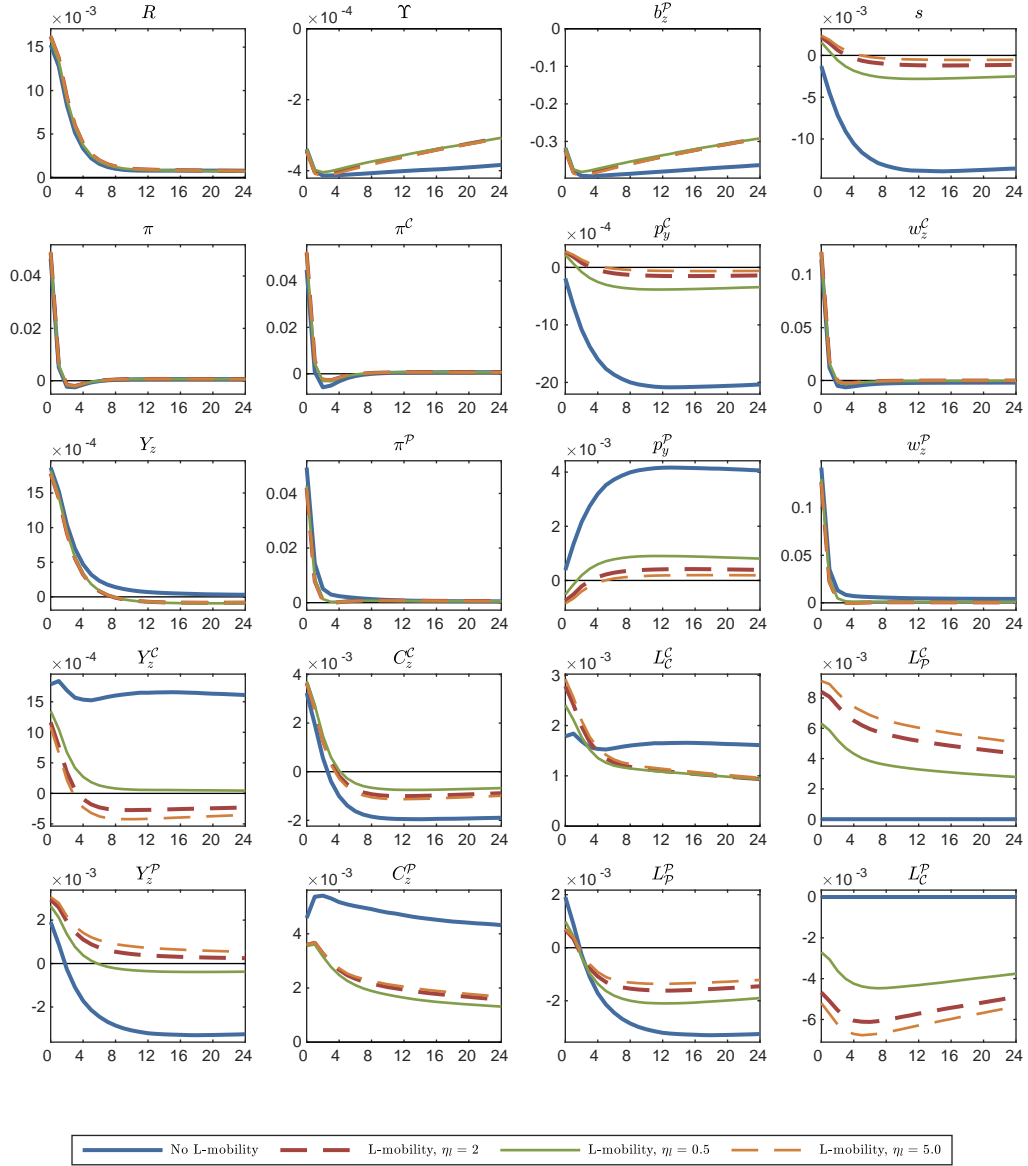 ×10⁻³
R
15
10
5
0
0 4 8 12 16 20 24
×10⁻⁴
Υ
0
-2
-4
0 4 8 12 16 20 24
b_z^𝒫
0
-0.1
-0.2
-0.3
0 4 8 12 16 20 24
×10⁻³
s
0
-5
-10
0 4 8 12 16 20 24
π
0.04
0.02
0
0 4 8 12 16 20 24
π^𝒞
0.04
0.02
0
0 4 8 12 16 20 24
×10⁻⁴
p_y^𝒞
0
-10
-20
0 4 8 12 16 20 24
w_z^𝒞
0.1
0.05
0
0 4 8 12 16 20 24
×10⁻⁴
Y_z
15
10
5
0
0 4 8 12 16 20 24
π^𝒫
0.04
0.02
0
0 4 8 12 16 20 24
×10⁻³
p_y^𝒫
4
2
0
0 4 8 12 16 20 24
w_z^𝒫
0.1
0.05
0
0 4 8 12 16 20 24
×10⁻⁴
Y_z^𝒞
15
10
5
0
-5
0 4 8 12 16 20 24
×10⁻³
C_z^𝒞
4
2
0
-2
0 4 8 12 16 20 24
×10⁻³
L_𝒞^𝒞
3
2
1
0
0 4 8 12 16 20 24
×10⁻³
L_𝒫^𝒞
8
6
4
2
0
0 4 8 12 16 20 24
×10⁻³
Y_z^𝒫
2
0
-2
0 4 8 12 16 20 24
×10⁻³
C_z^𝒫
4
2
0
0 4 8 12 16 20 24
×10⁻³
L_𝒫^𝒫
2
0
-2
0 4 8 12 16 20 24
×10⁻³
L_𝒞^𝒫
0
-2
-4
-6
0 4 8 12 16 20 24
No L-mobility
L-mobility, η_l = 2
L-mobility, η_l = 0.5
L-mobility, η_l = 5.0